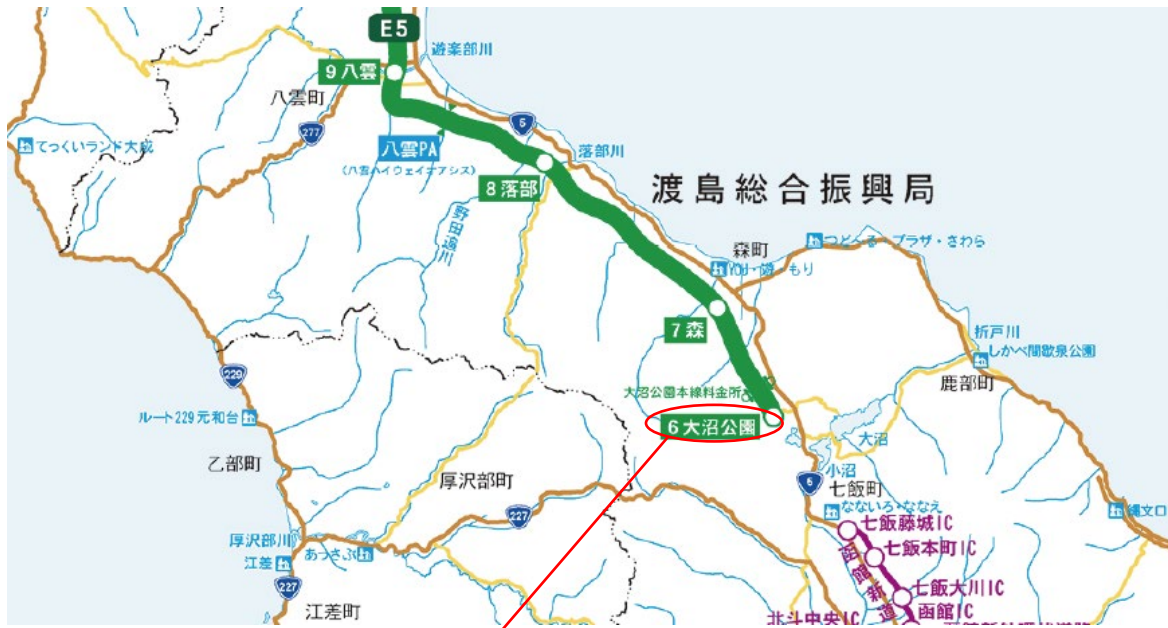 E5
遊楽部川
9 八雲
八雲町
277
5
てっくいランド大成
八雲PA
(八雲ハイウェイオアシス)
落部川
8 落部
渡島総合振興局
野田追川
森町
つど〜る・プラザ・さわら
YOU・遊・もり
7 森
折戸川
しかべ間歇泉公園
鹿部町
229
大沼公園本線料金所
6 大沼公園
ルート229元和台
大沼
小沼
乙部町
厚沢部町
5
七飯町
なないろ・ななえ
縄文ロ
227
七飯藤城IC
厚沢部川
あっさぶ
函館新道
七飯本町IC
江差
227
七飯大川IC
江差町
函館IC
北斗中央IC